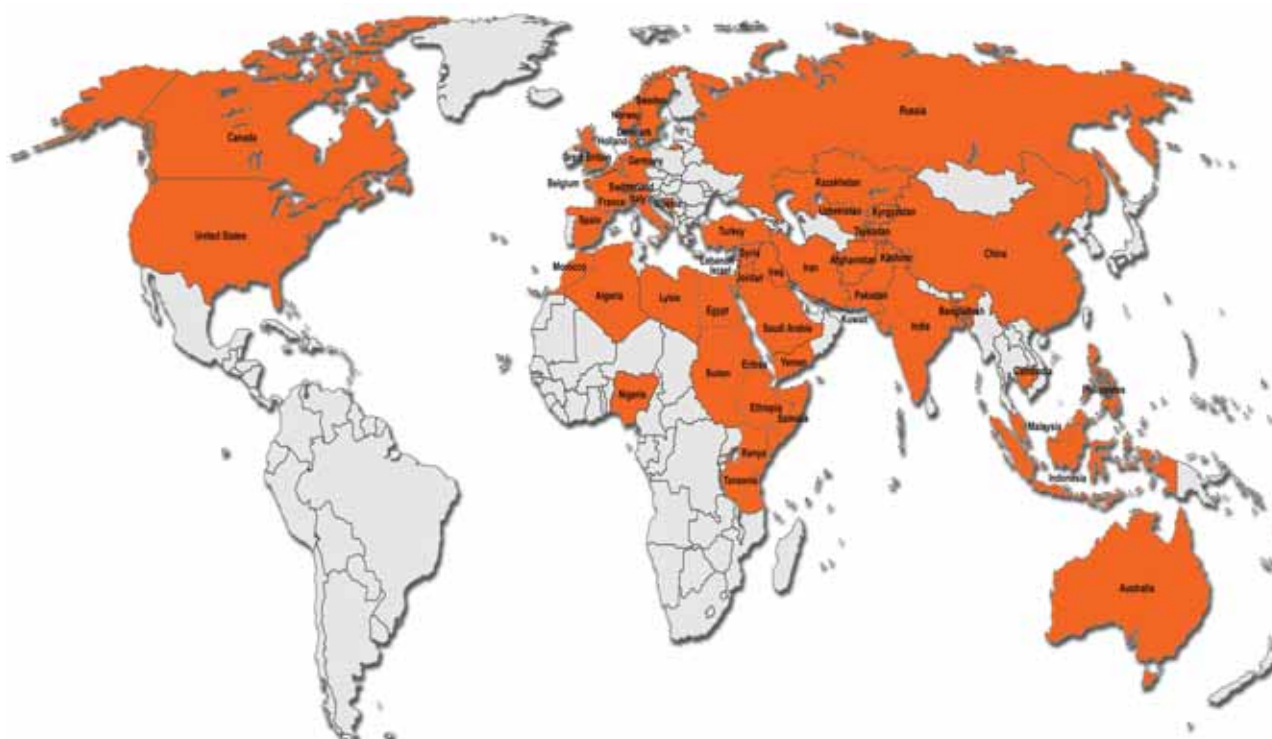 Canada
United States
Sweden
Norway
Denmark
Holland
Great Britain
Germany
Belgium
Switzerland
France
Italy
Spain
Russia
Kazakhstan
Uzbekistan
Kyrgyzstan
Tajikistan
Turkey
Syria
Lebanon
Israel
Jordan
Iraq
Iran
Afghanistan
Kashmir
China
Pakistan
Kuwait
India
Bangladesh
Saudi Arabia
Yemen
Morocco
Algeria
Egypt
Sudan
Eritrea
Ethiopia
Somalia
Nigeria
Kenya
Tanzania
Cambodia
Philippines
Malaysia
Indonesia
Australia